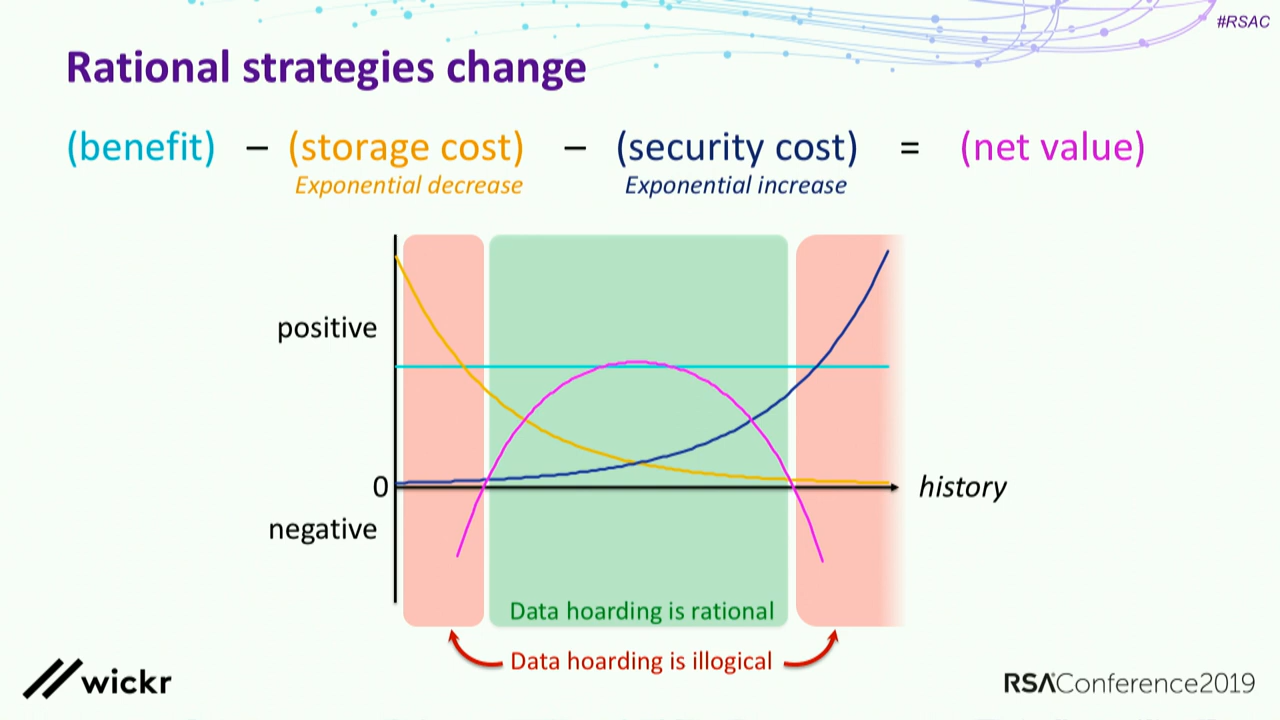 #RSAC
Rational strategies change
(benefit) – (storage cost) – (security cost) = (net value)
Exponential decrease Exponential increase
positive
0
history
negative
Data hoarding is rational
Data hoarding is illogical
wickr
RSAConference2019